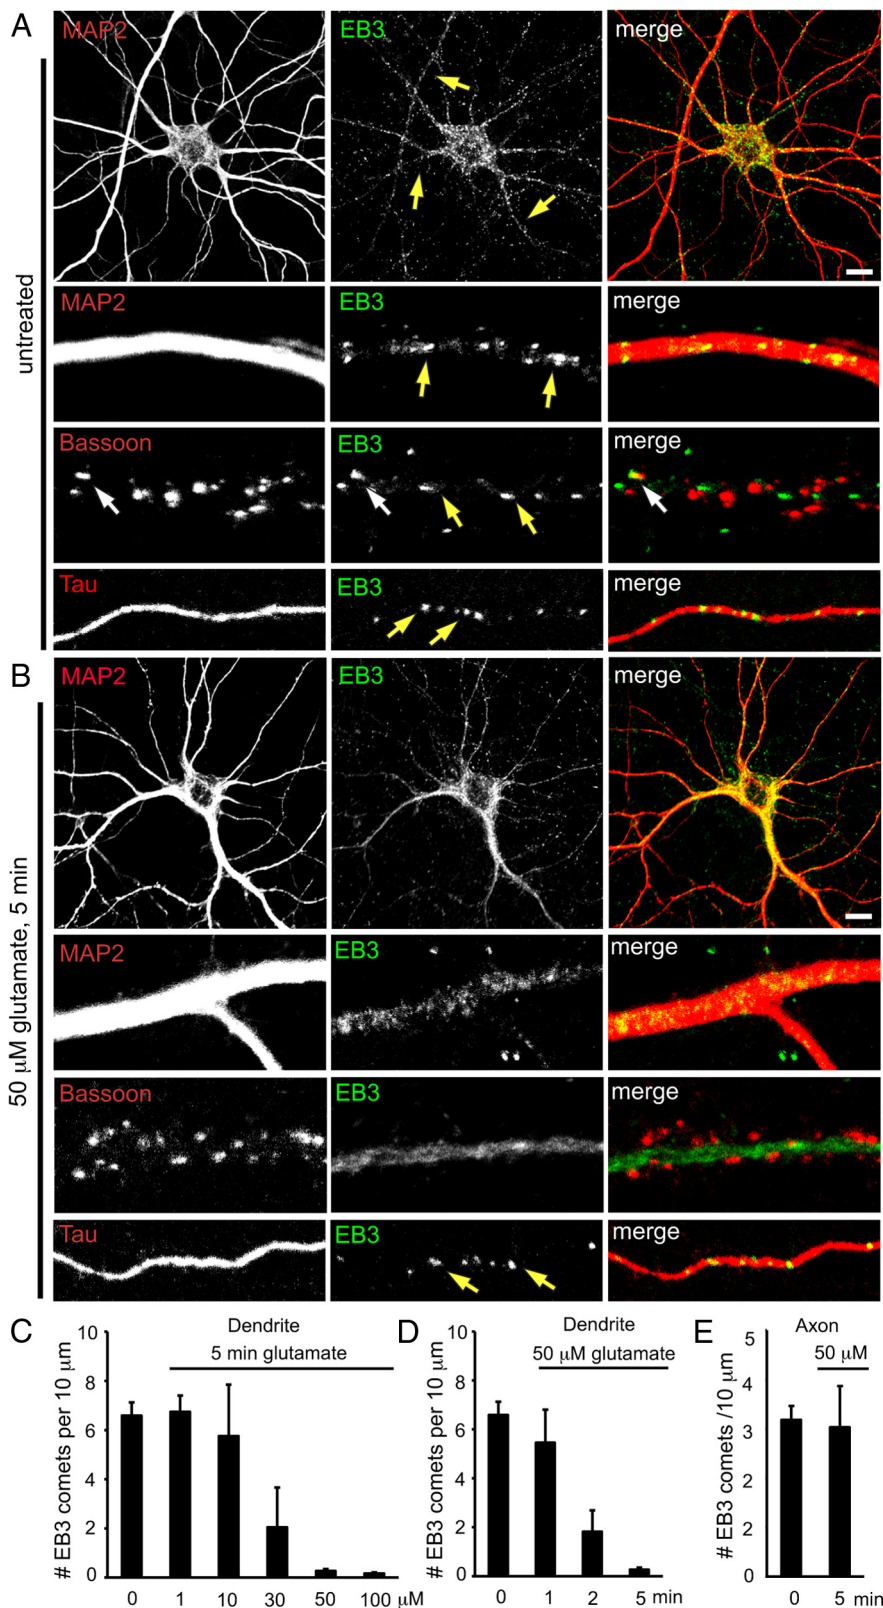 A
MAP2 EB3 merge
untreated
MAP2 EB3 merge
Bassoon EB3 merge
Tau EB3 merge
B
MAP2 EB3 merge
50 µM glutamate, 5 min
MAP2 EB3 merge
Bassoon EB3 merge
Tau EB3 merge
C
Dendrite
5 min glutamate
# EB3 comets per 10 µm
10
8
6
4
2
0
0 1 10 30 50 100 µM
D
Dendrite
50 µM glutamate
# EB3 comets per 10 µm
10
8
6
4
2
0
0 1 2 5 min
E
Axon
50 µM
# EB3 comets /10 µm
5
4
3
2
2
0
0 5 min